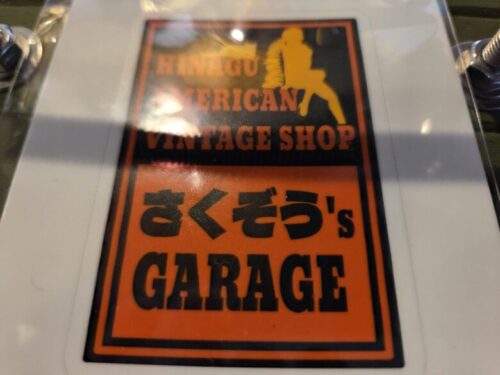 HINAGU
AMERICAN
VINTAGE SHOP
さくぞう's
GARAGE